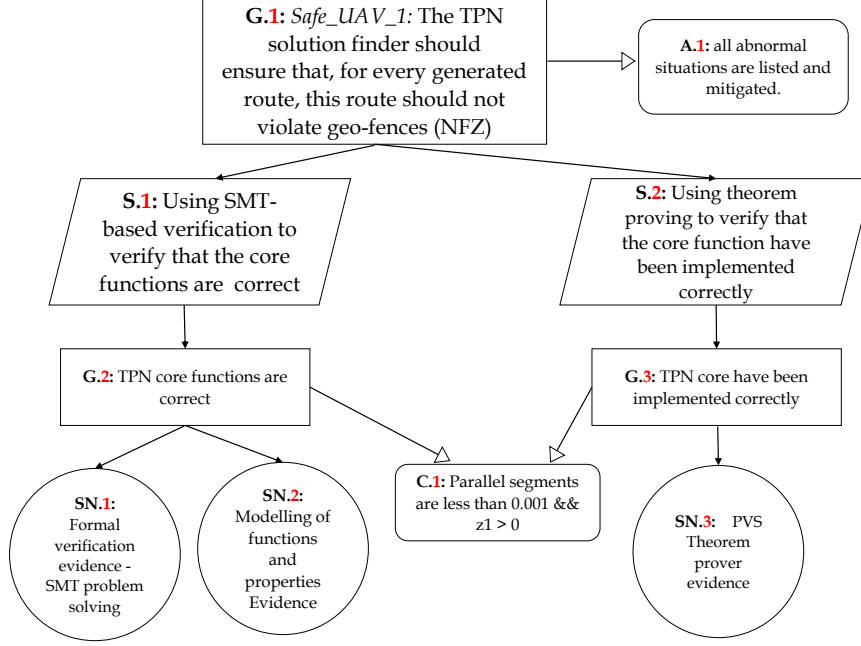 G.1: Safe_UAV_1: The TPN
solution finder should
ensure that, for every generated
route, this route should not
violate geo-fences (NFZ)
A.1: all abnormal
situations are listed and
mitigated.
S.1: Using SMT-
based verification to
verify that the core
functions are correct
S.2: Using theorem
proving to verify that
the core function have
been implemented
correctly
G.2: TPN core functions are
correct
G.3: TPN core have been
implemented correctly
C.1: Parallel segments
are less than 0.001 &&
z1 > 0
SN.1:
Formal
verification
evidence -
SMT problem
solving
SN.2:
Modelling of
functions
and
properties
Evidence
SN.3: PVS
Theorem
prover
evidence